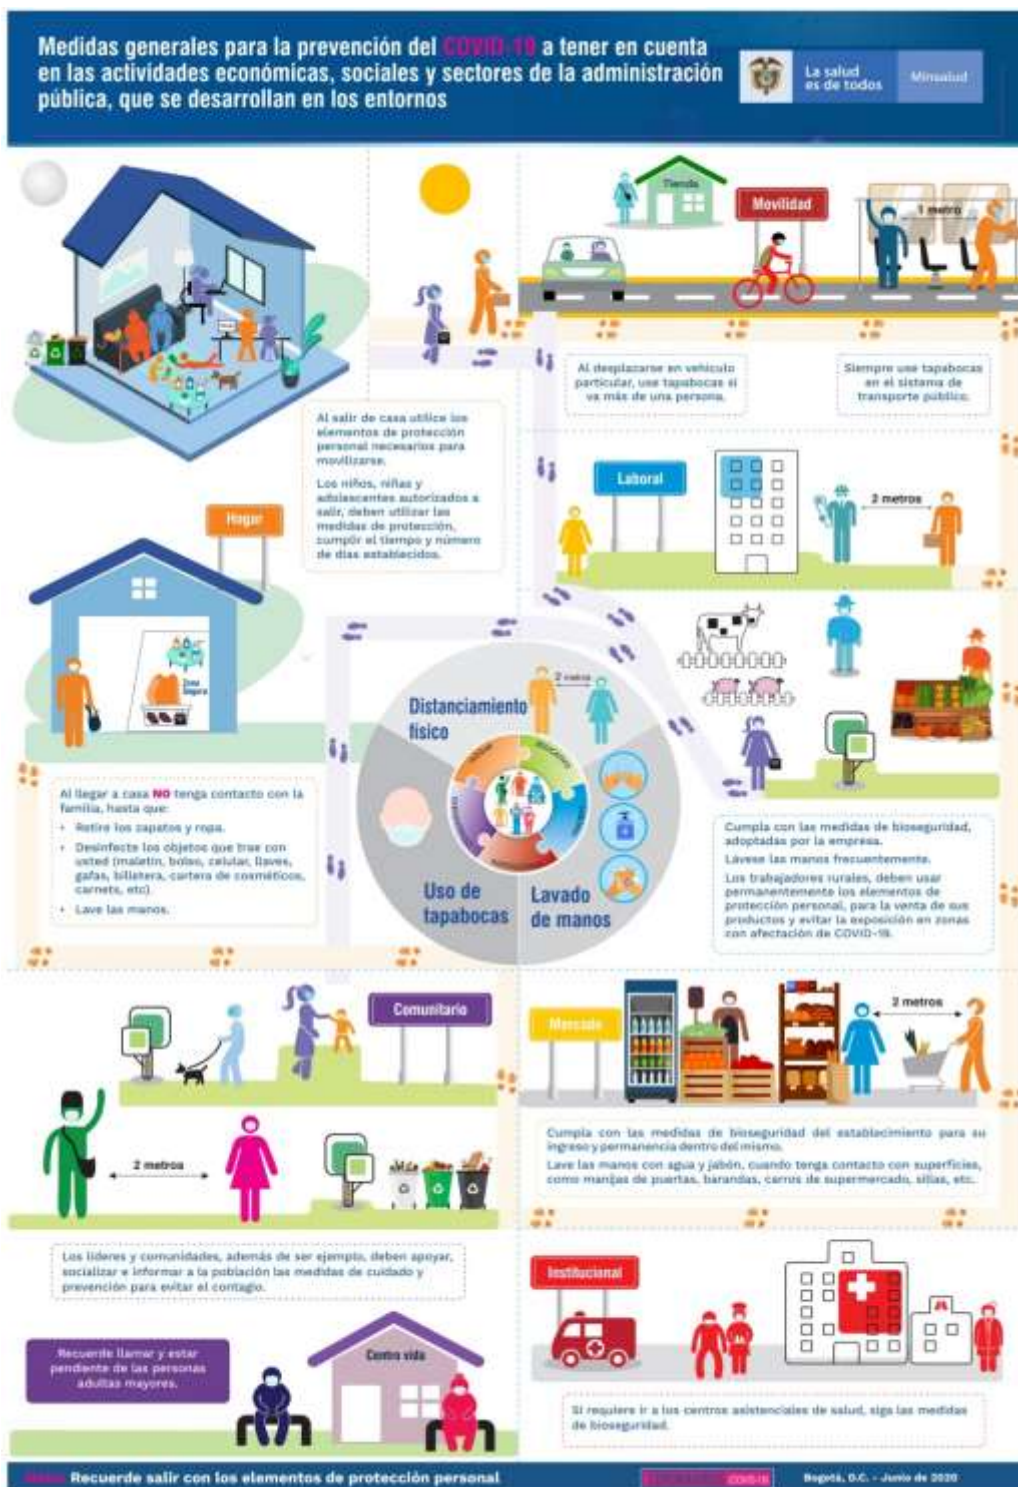 Medidas generales para la prevención del COVID-19 a tener en cuenta
en las actividades económicas, sociales y sectores de la administración
pública, que se desarrollan en los entornos
La salud
es de todos
Minsalud
Tienda
Movilidad
1 metro
Al desplazarse en vehículo
particular, use tapabocas si
va más de una persona.
Siempre use tapabocas
en el sistema de
transporte público.
Al salir de casa utilice los
elementos de protección
personal necesarios para
movilizarse.
Los niños, niñas y
adolescentes autorizados a
salir, deben utilizar las
medidas de protección,
cumplir el tiempo y número
de días establecidos.
Laboral
2 metros
Hogar
Zona
Segura
Distanciamiento
físico
2 metros
Uso de
tapabocas
Lavado
de manos
Al llegar a casa NO tenga contacto con la
familia, hasta que:
• Retire los zapatos y ropa.
• Desinfecte los objetos que trae con
usted (maletín, bolso, celular, llaves,
gafas, billetera, cartera de cosméticos,
carnets, etc)
• Lave las manos.
Cumpla con las medidas de bioseguridad,
adoptadas por la empresa.
Lávese las manos frecuentemente.
Los trabajadores rurales, deben usar
permanentemente los elementos de
protección personal, para la venta de sus
productos y evitar la exposición en zonas
con afectación de COVID-19.
Comunitario
2 metros
Mercado
2 metros
Cumpla con las medidas de bioseguridad del establecimiento para su
ingreso y permanencia dentro del mismo.
Lave las manos con agua y jabón, cuando tenga contacto con superficies,
como manijas de puertas, barandas, carros de supermercado, sillas, etc.
Los líderes y comunidades, además de ser ejemplo, deben apoyar,
socializar e informar a la población las medidas de cuidado y
prevención para evitar el contagio.
Institucional
Recuerde llamar y estar
pendiente de las personas
adultas mayores.
Centro vida
Si requiere ir a los centros asistenciales de salud, siga las medidas
de bioseguridad.
Recuerde salir con los elementos de protección personal
COVID-19
Bogotá, D.C. - Junio de 2020